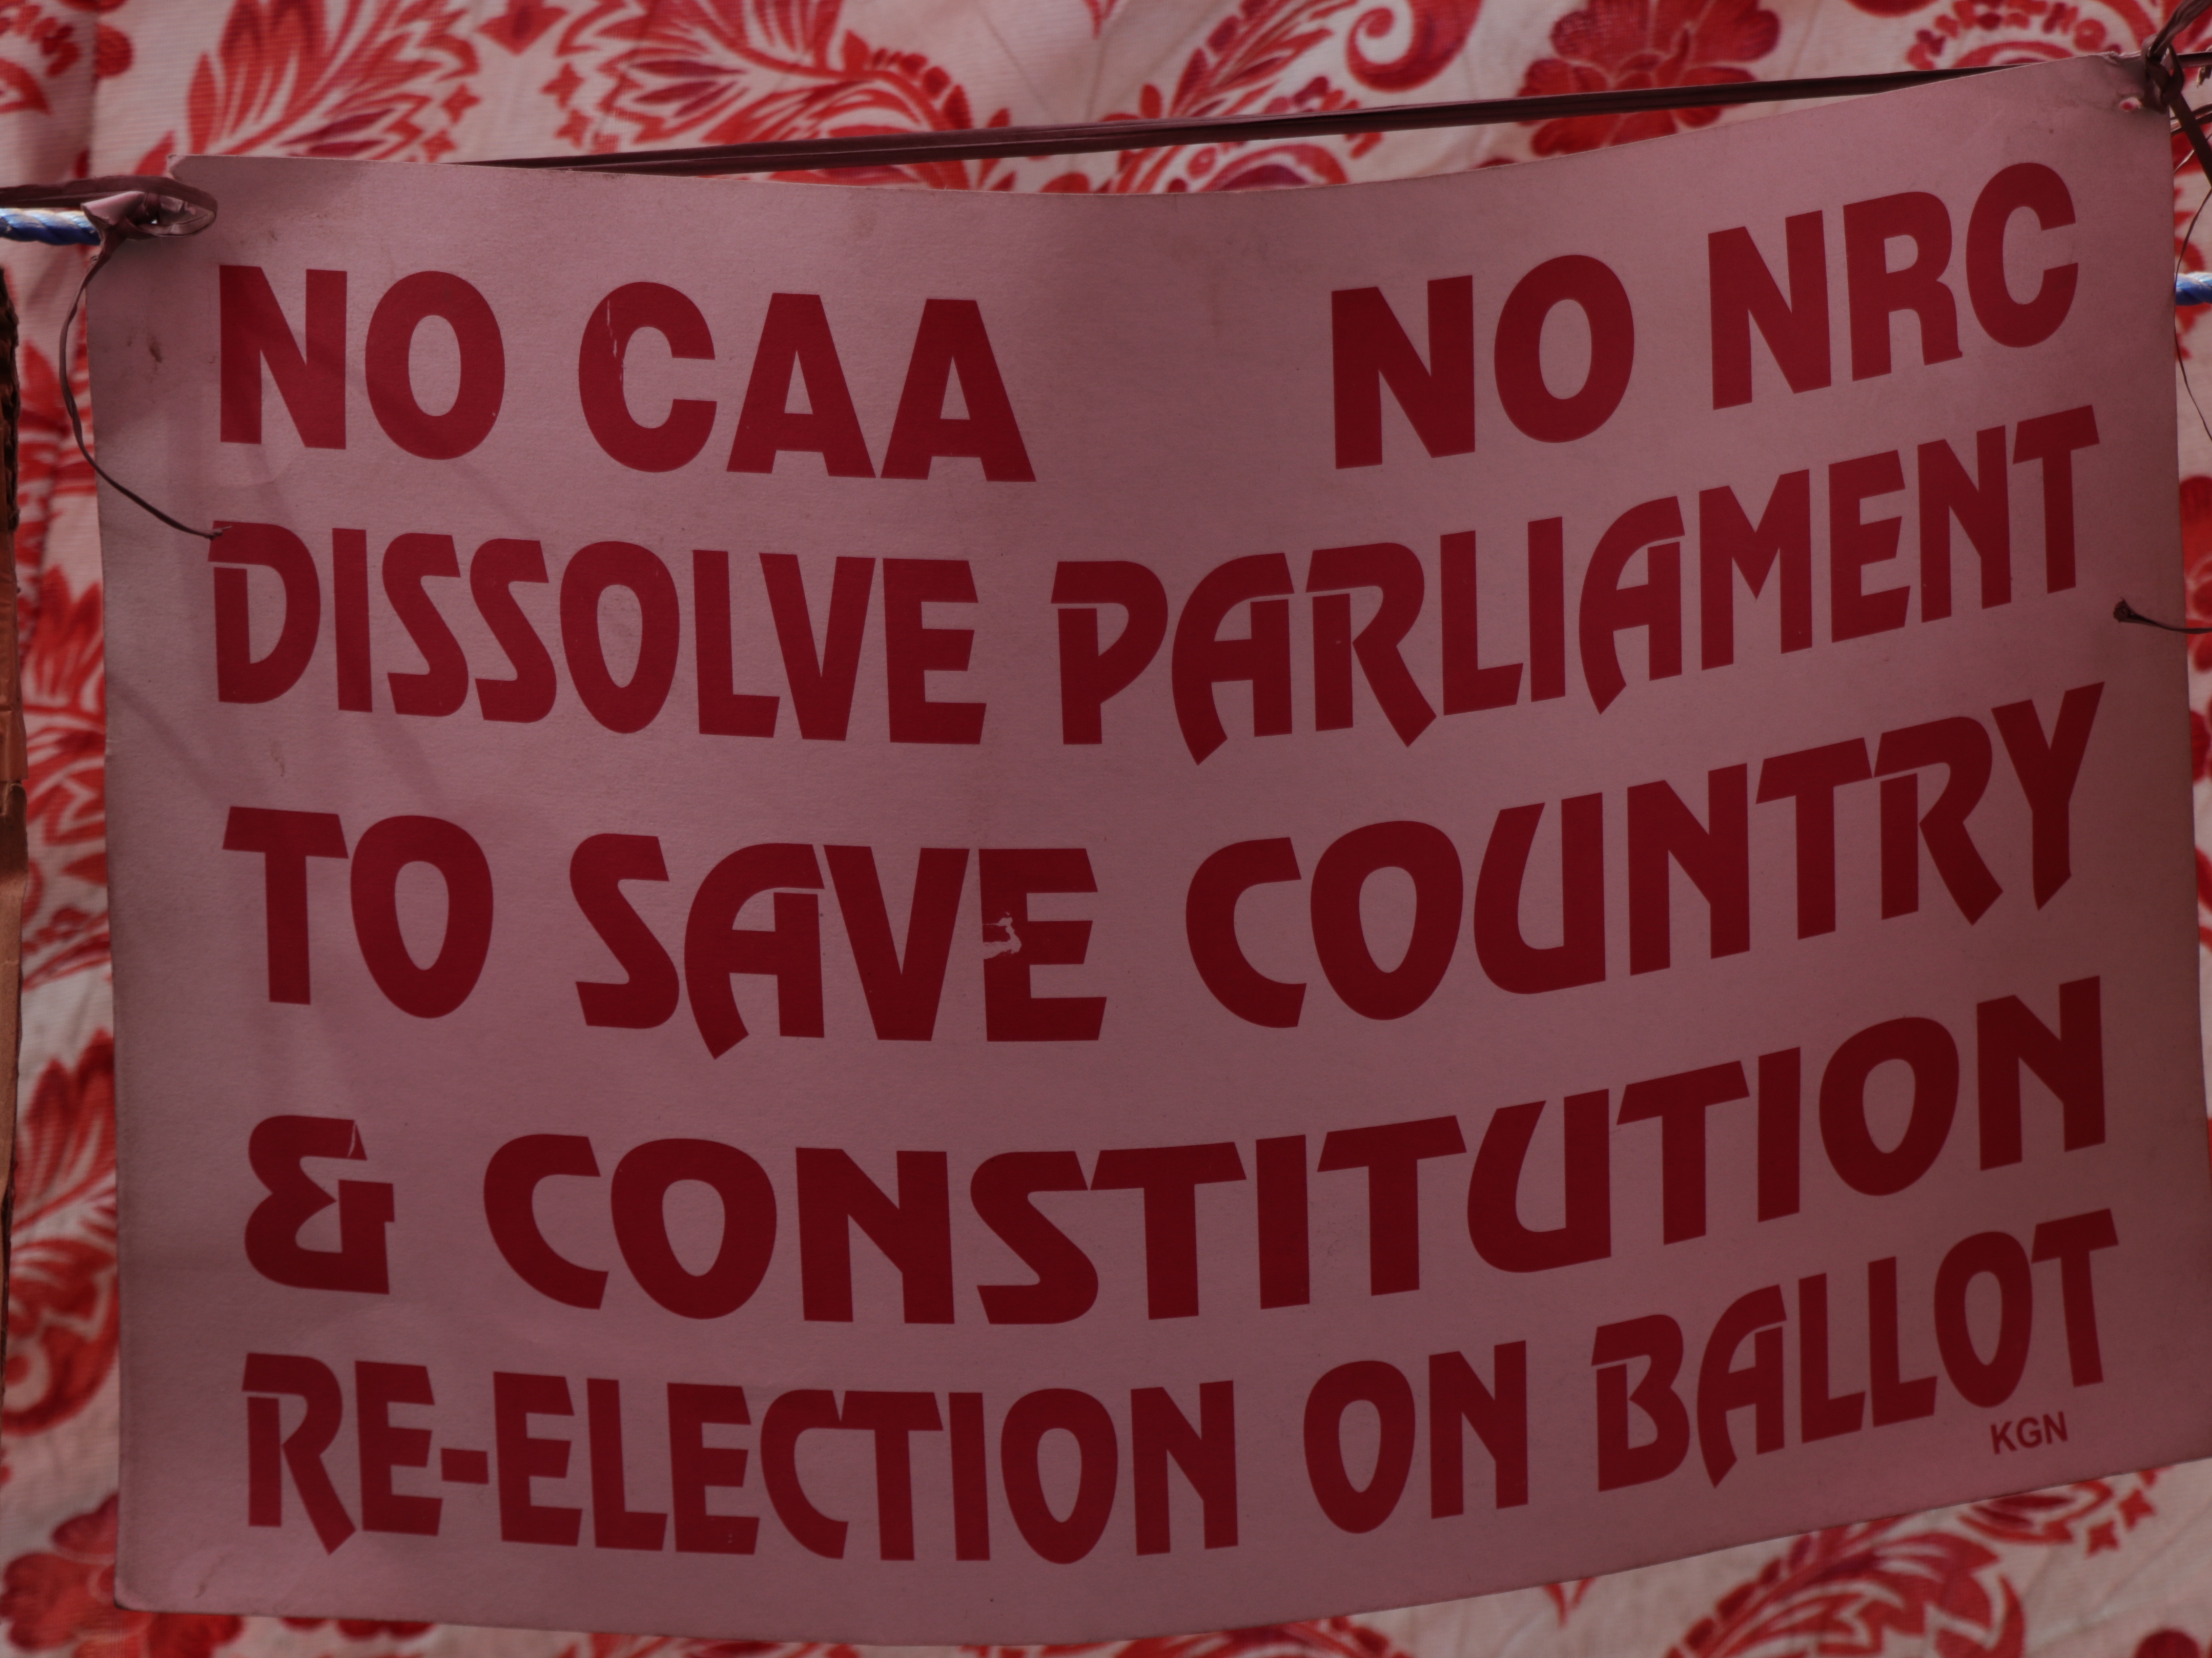 NO CAA NO NRC
DISSOLVE PARLIAMENT
TO SAVE COUNTRY
& CONSTITUTION
RE-ELECTION ON BALLOT
KGN